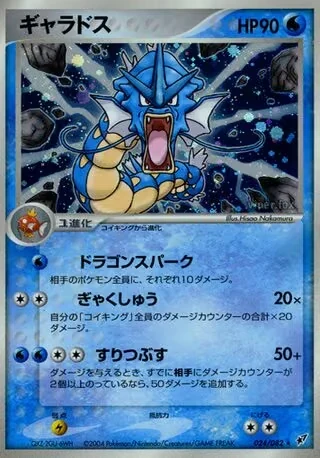 ギャラドス HP90
Illus.Hisao Nakamura
1進化 コイキングから進化
ドラゴンスパーク
相手のポケモン全員に、それぞれ10ダメージ。
ぎゃくしゅう 20×
自分の「コイキング」全員のダメージカウンターの合計×20
ダメージ。
すりつぶす 50+
ダメージを与えるとき、すでに相手にダメージカウンターが
2個以上のっているなら、50ダメージを追加する。
弱点 抵抗力 にげる
©2004 Pokémon/Nintendo/Creatures/GAME FREAK.
024/082